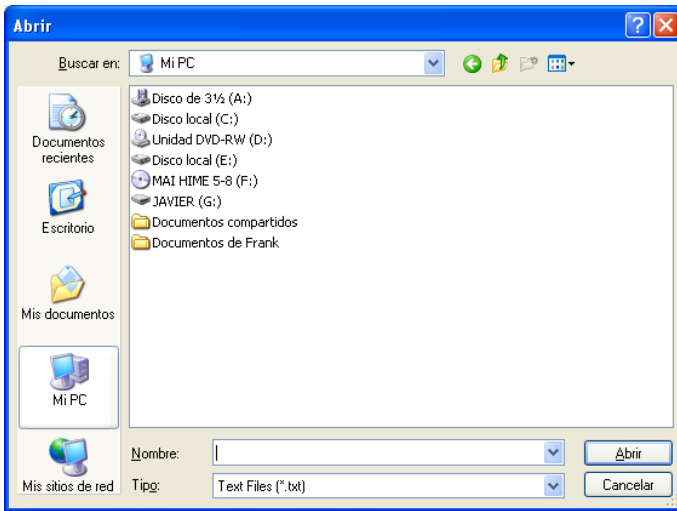 Abrir
Buscar en: Mi PC
Documentos
recientes
Escritorio
Mis documentos
Mi PC
Mis sitios de red
Disco de 3½ (A:)
Disco local (C:)
Unidad DVD-RW (D:)
Disco local (E:)
MAI HIME 5-8 (F:)
JAVIER (G:)
Documentos compartidos
Documentos de Frank
Nombre: Abrir
Tipo: Text Files (*.txt) Cancelar